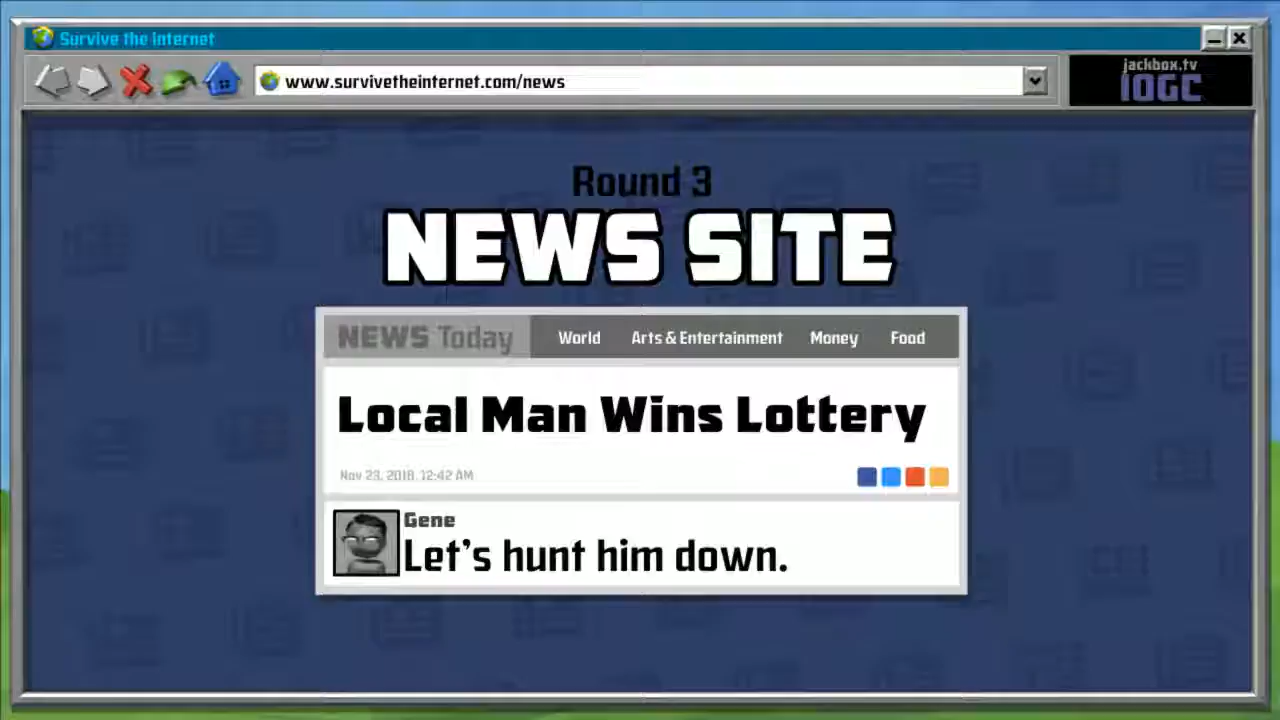 Survive the Internet
www.survivetheinternet.com/news
jackbox.tv
IOGC
Round 3
NEWS SITE
NEWS Today World Arts & Entertainment Money Food
Local Man Wins Lottery
Nov 23, 2018, 12:42 AM
Gene
Let's hunt him down.